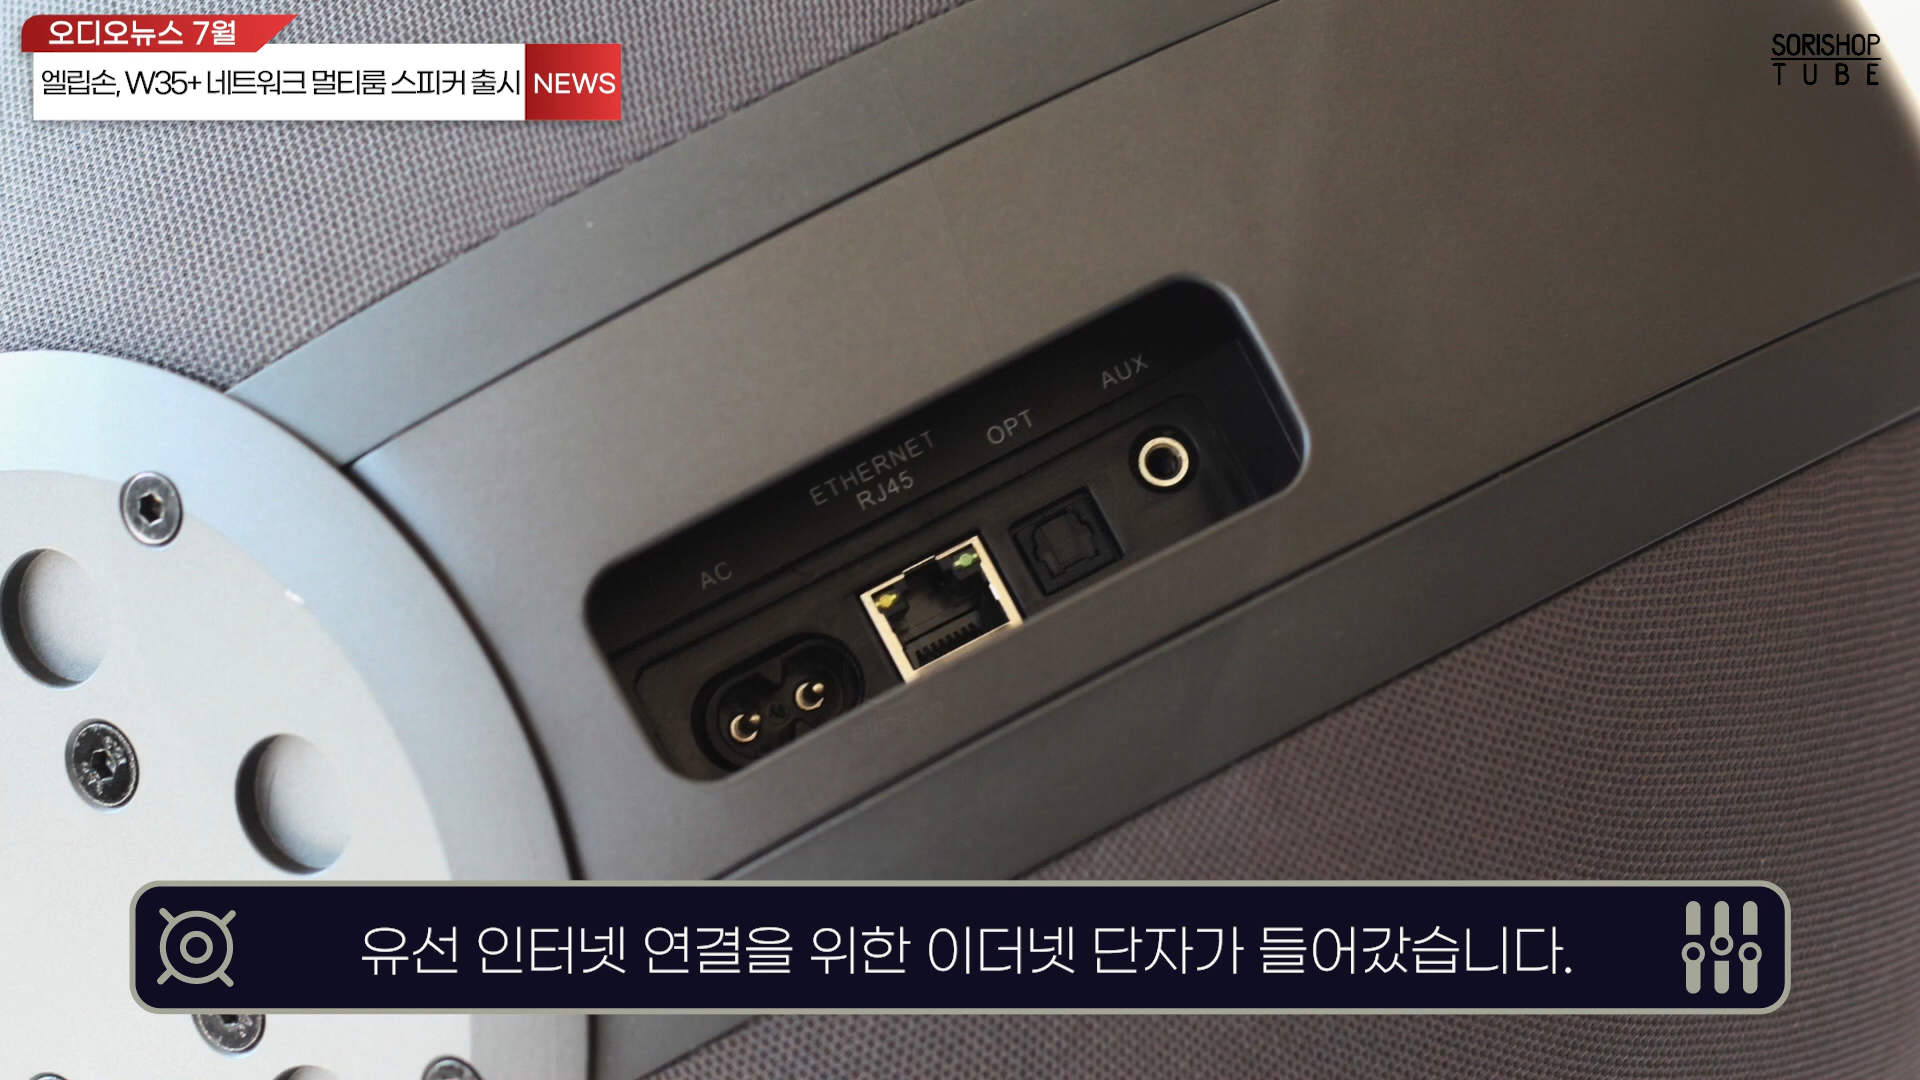 오디오뉴스 7월
엘립손, W35+ 네트워크 멀티룸 스피커 출시 NEWS
SORISHOP
TUBE
AUX
OPT
ETHERNET
RJ45
AC
유선 인터넷 연결을 위한 이더넷 단자가 들어갔습니다.